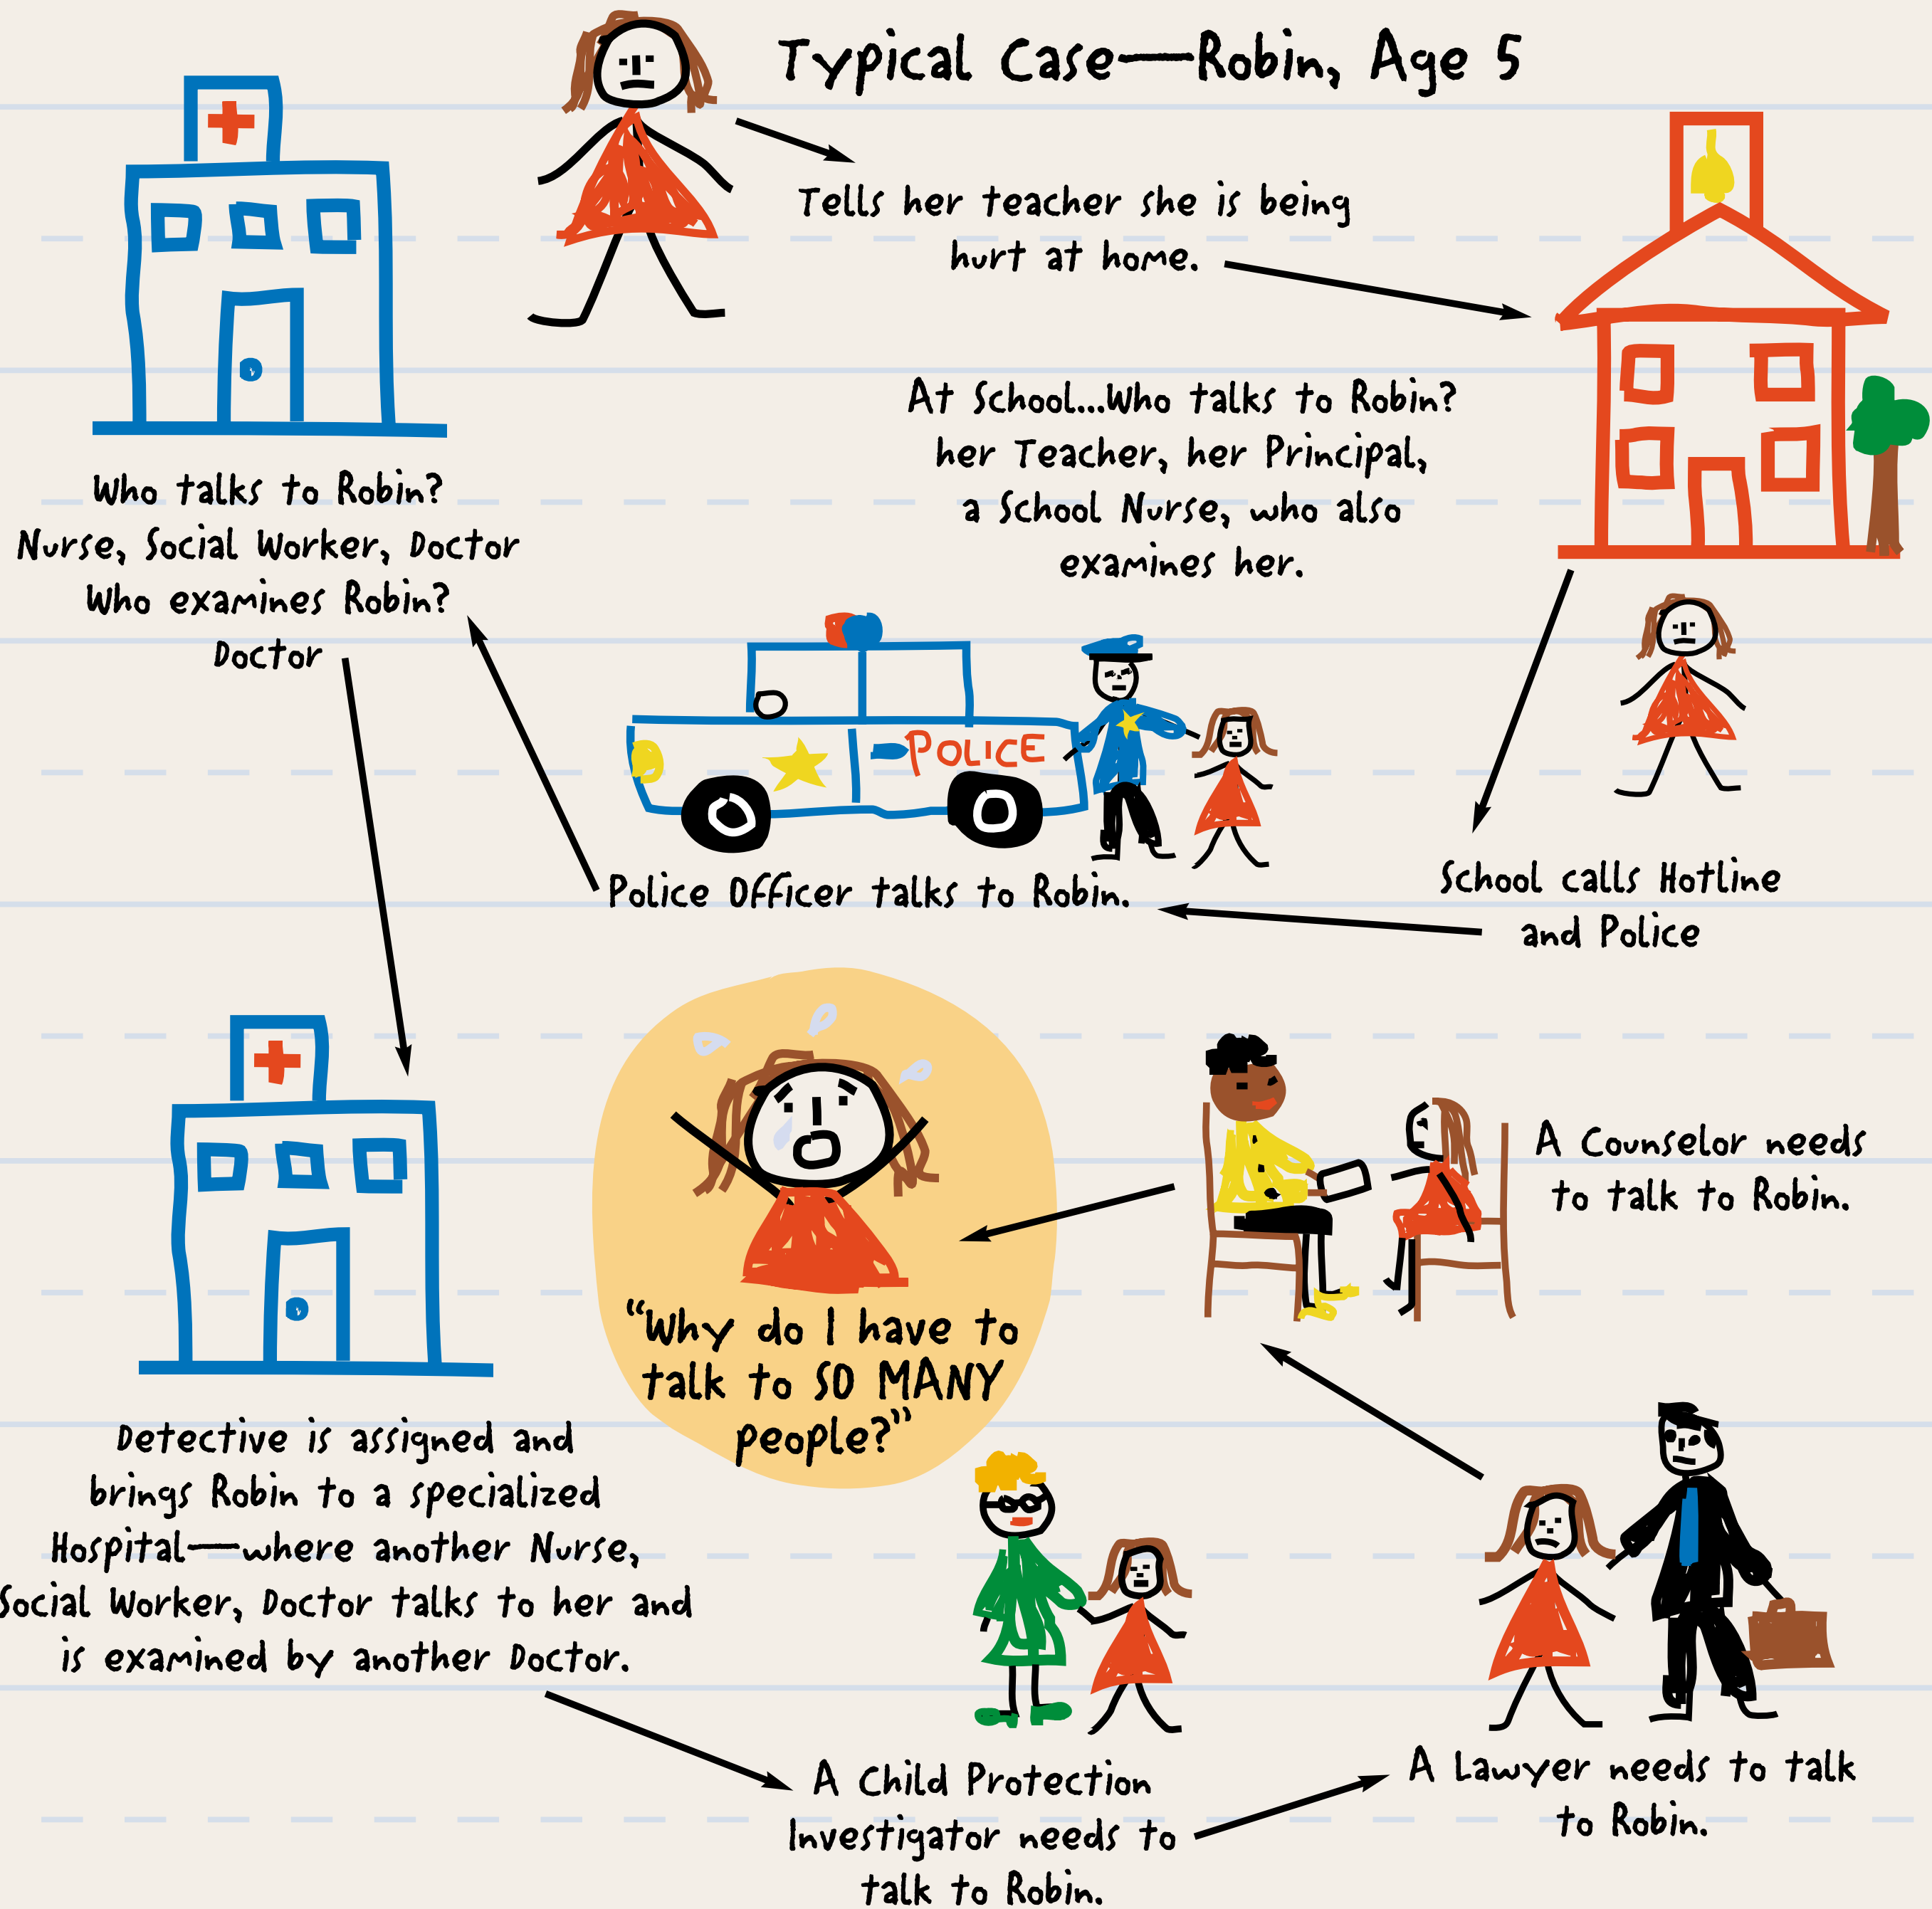 Typical Case—Robin, Age 5
Tells her teacher she is being
hurt at home.
At School...Who talks to Robin?
her Teacher, her Principal,
a School Nurse, who also
examines her.
School calls Hotline
and Police
POLICE
Police Officer talks to Robin.
Who talks to Robin?
Nurse, Social Worker, Doctor
Who examines Robin?
Doctor
Detective is assigned and
brings Robin to a specialized
Hospital—where another Nurse,
Social Worker, Doctor talks to her and
is examined by another Doctor.
A Child Protection
Investigator needs to
talk to Robin.
A Lawyer needs to talk
to Robin.
A Counselor needs
to talk to Robin.
“Why do I have to
talk to SO MANY
people?”